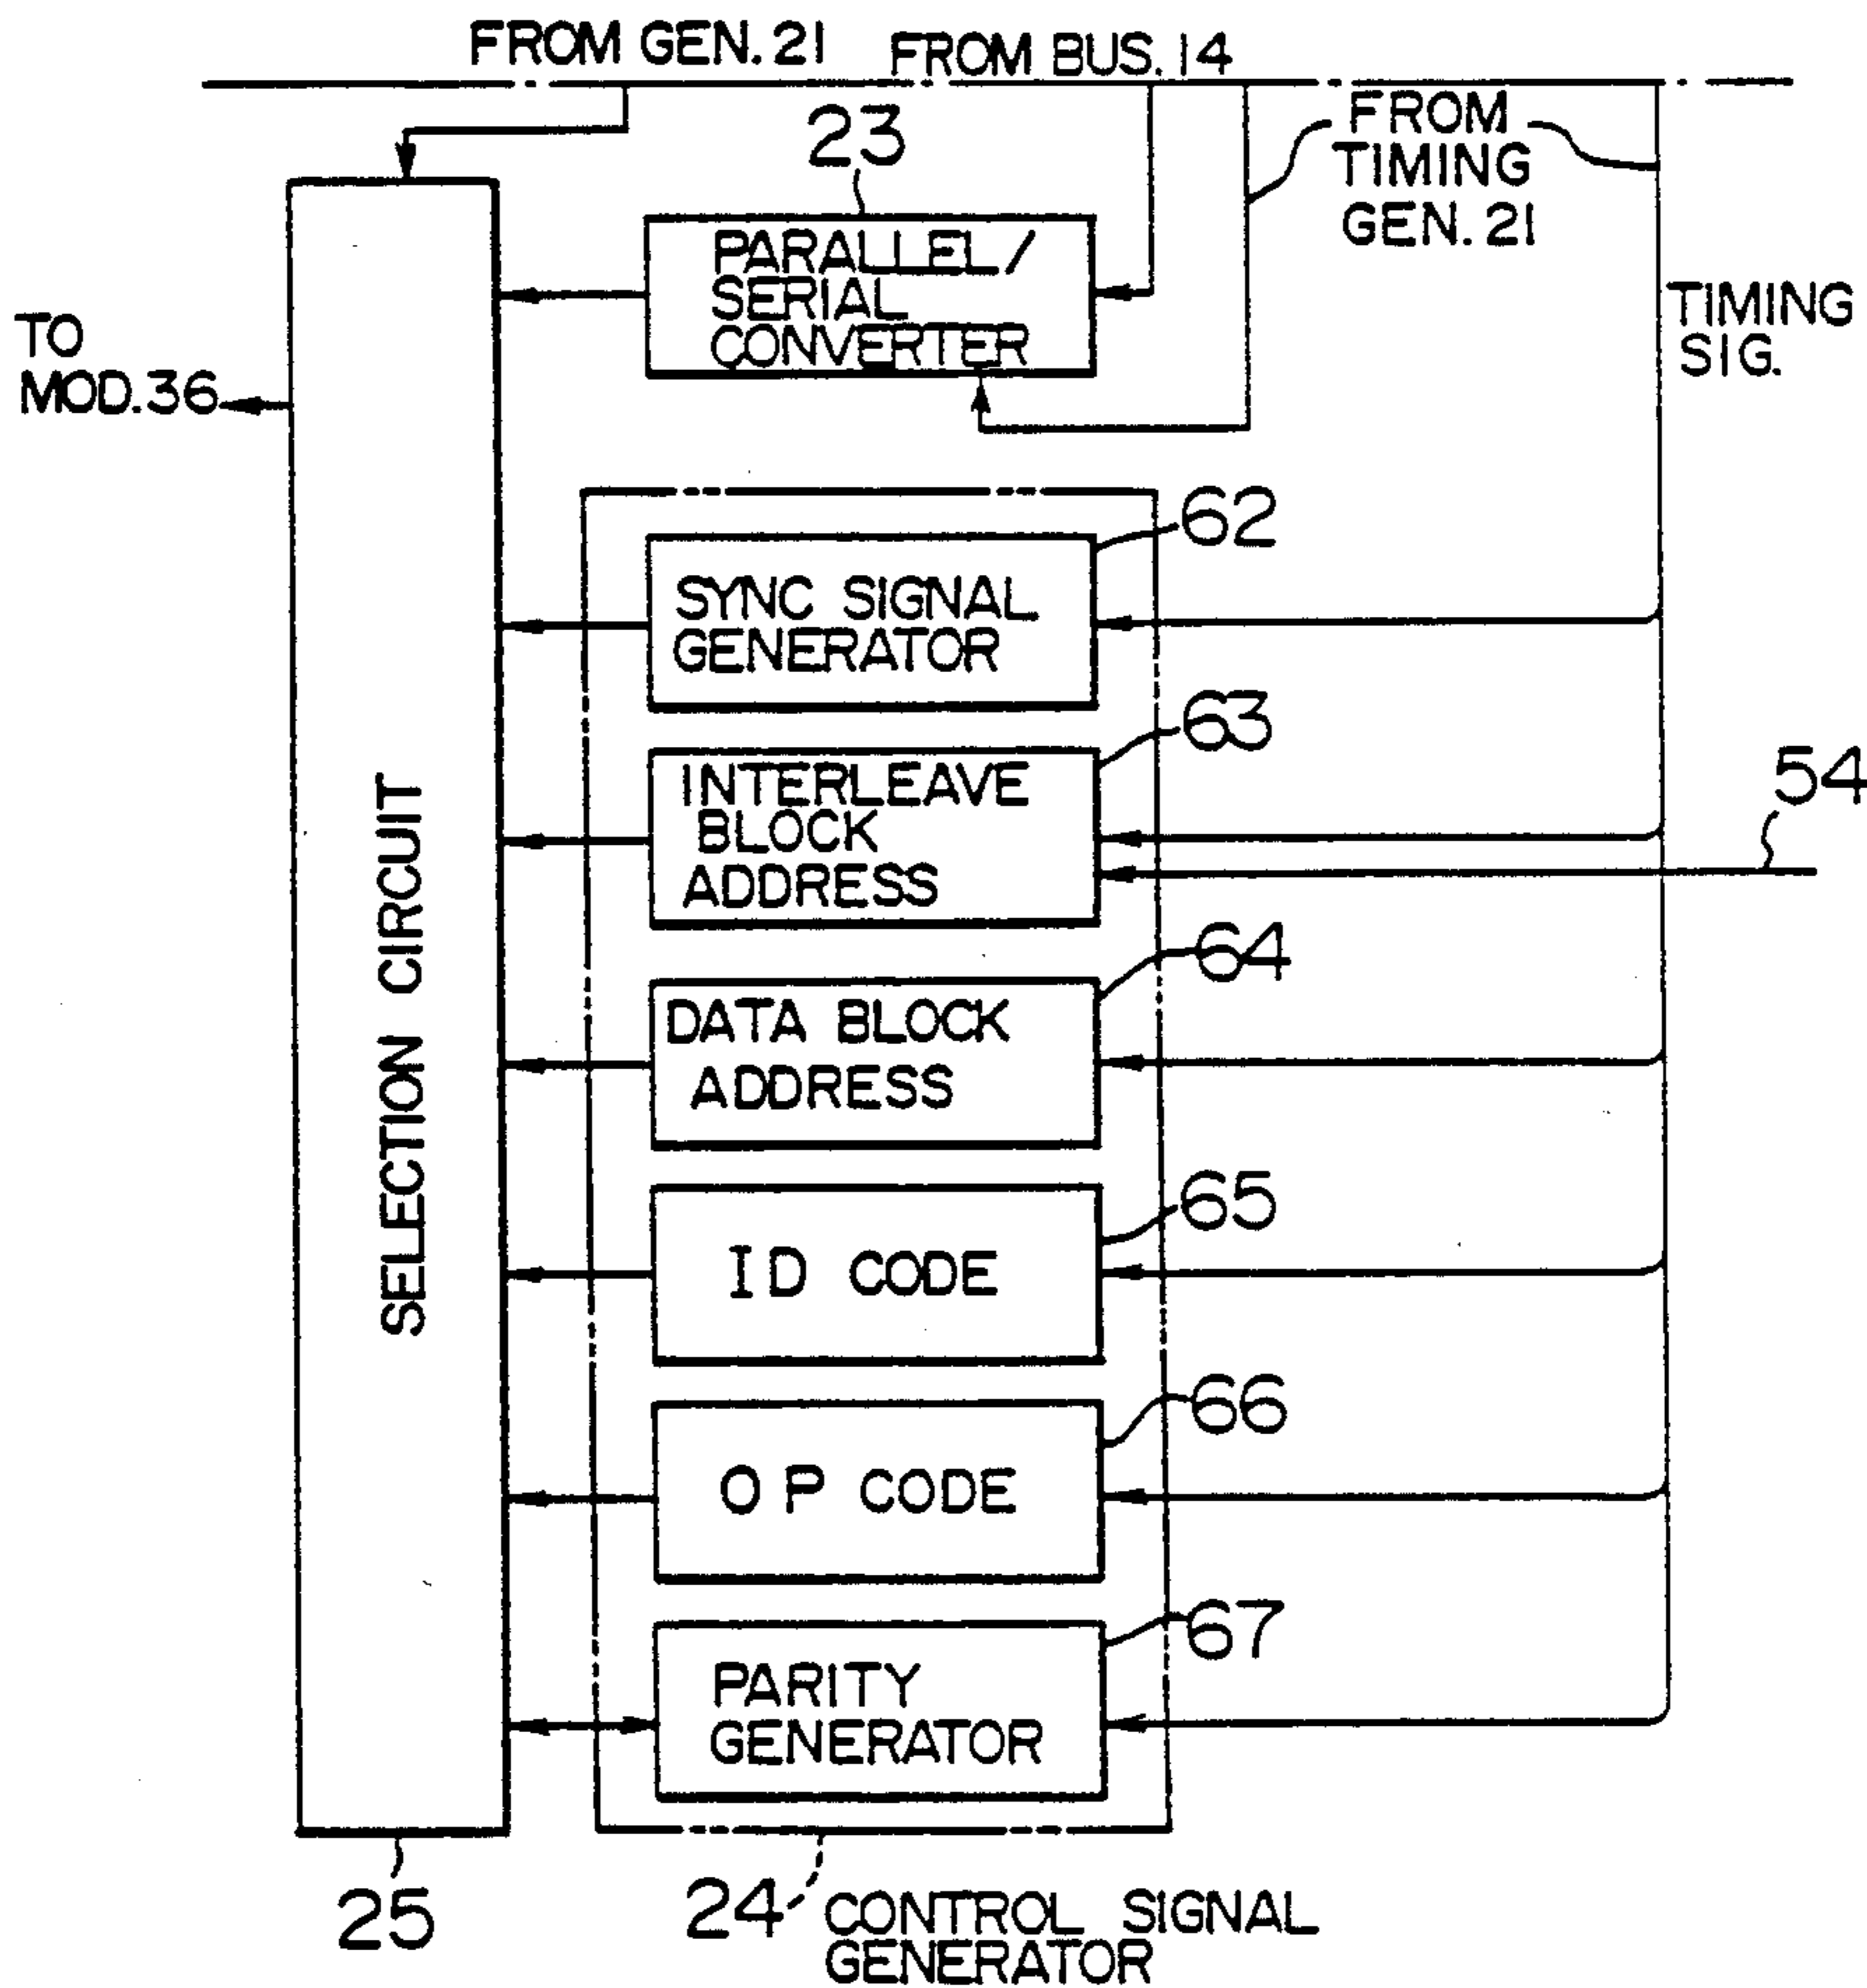 FROM GEN. 21
FROM BUS. 14
FROM
TIMING
GEN. 21
23
PARALLEL/
SERIAL
CONVERTER
TIMING
SIG.
TO
MOD. 36
62
SYNC SIGNAL
GENERATOR
63
INTERLEAVE
BLOCK
ADDRESS
54
SELECTION CIRCUIT
64
DATA BLOCK
ADDRESS
65
ID CODE
66
OP CODE
67
PARITY
GENERATOR
25
24
CONTROL SIGNAL
GENERATOR